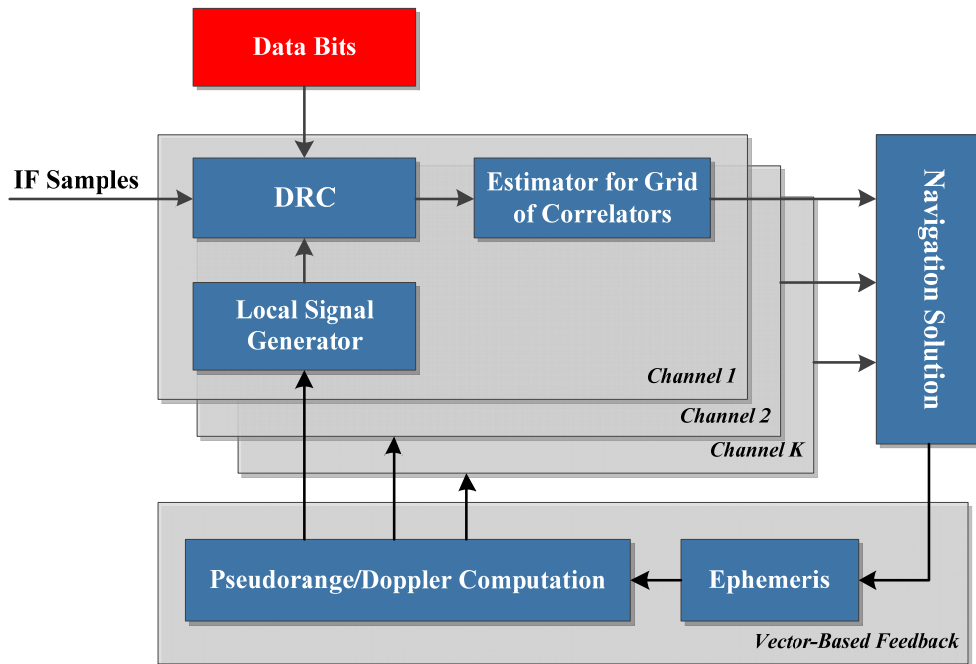 Data Bits
IF Samples
DRC
Estimator for Grid
of Correlators
Navigation Solution
Local Signal
Generator
Channel 1
Channel 2
Channel K
Pseudorange/Doppler Computation
Ephemeris
Vector-Based Feedback